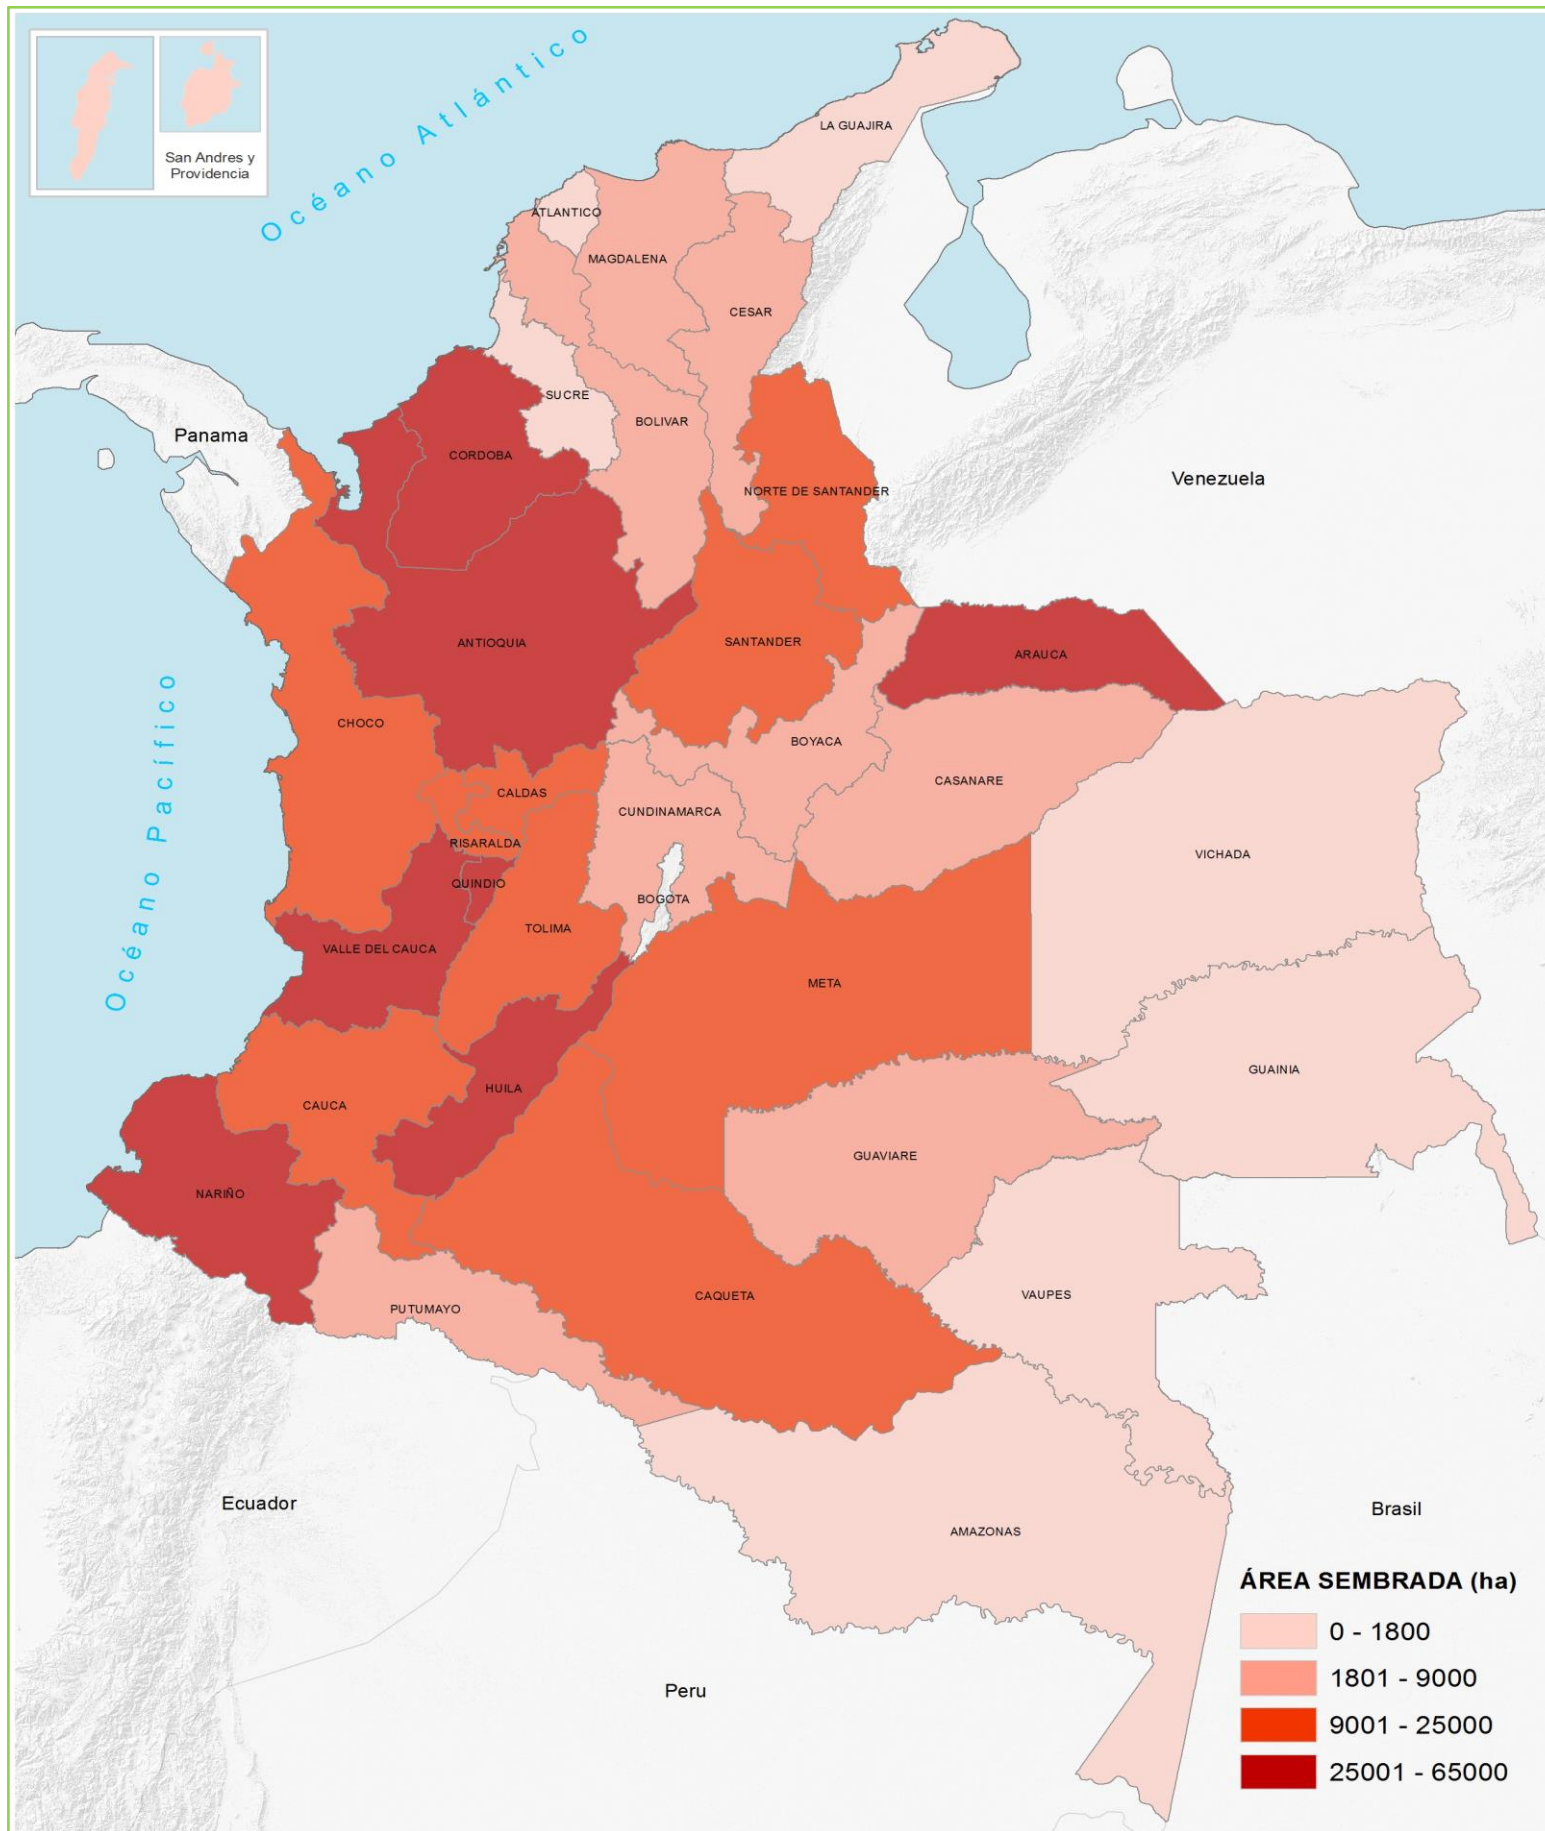 San Andres y
Providencia
Océano Atlántico
LA GUAJIRA
ATLANTICO
MAGDALENA
CESAR
SUCRE
BOLIVAR
Panama
CORDOBA
Venezuela
NORTE DE SANTANDER
ANTIOQUIA
SANTANDER
ARAUCA
CHOCO
BOYACA
CASANARE
CALDAS
CUNDINAMARCA
RISARALDA
VICHADA
QUINDIO
BOGOTA
TOLIMA
VALLE DEL CAUCA
Océano Pacífico
META
GUAINIA
HUILA
CAUCA
GUAVIARE
NARIÑO
VAUPES
CAQUETA
PUTUMAYO
Ecuador
Brasil
AMAZONAS
Peru
ÁREA SEMBRADA (ha)
0 - 1800
1801 - 9000
9001 - 25000
25001 - 65000